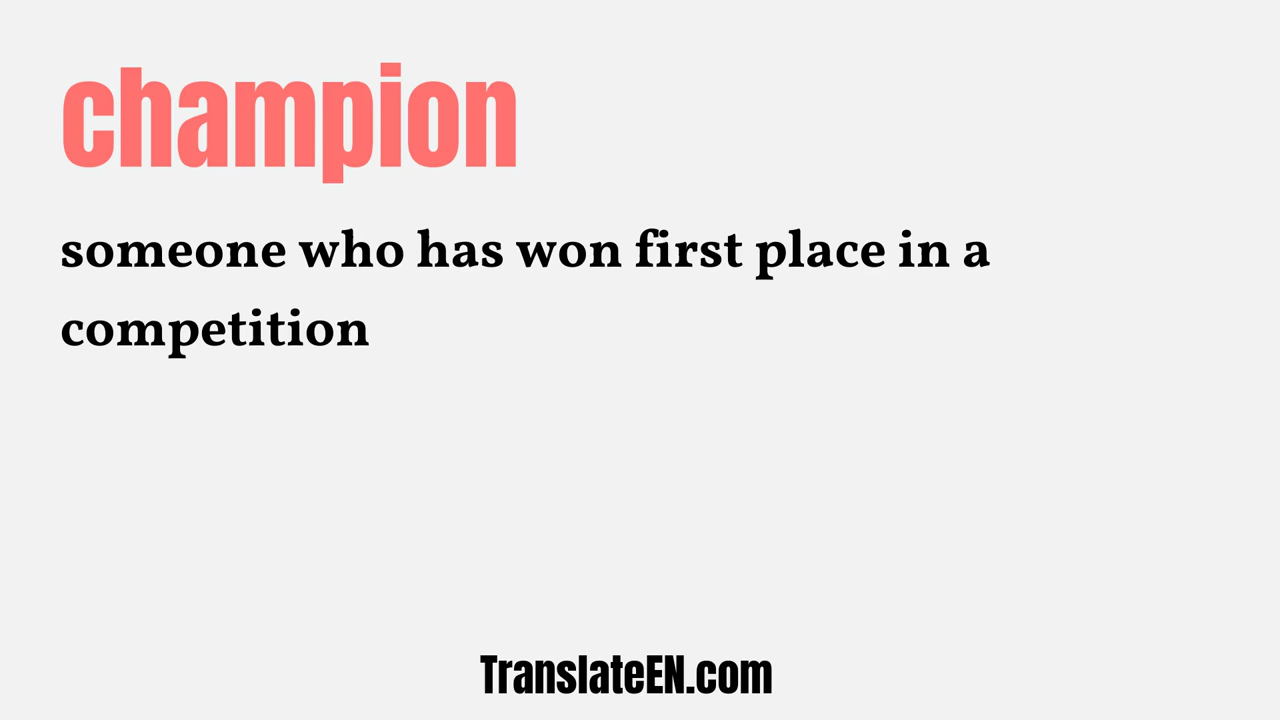 champion
someone who has won first place in a
competition
TranslateEN.com